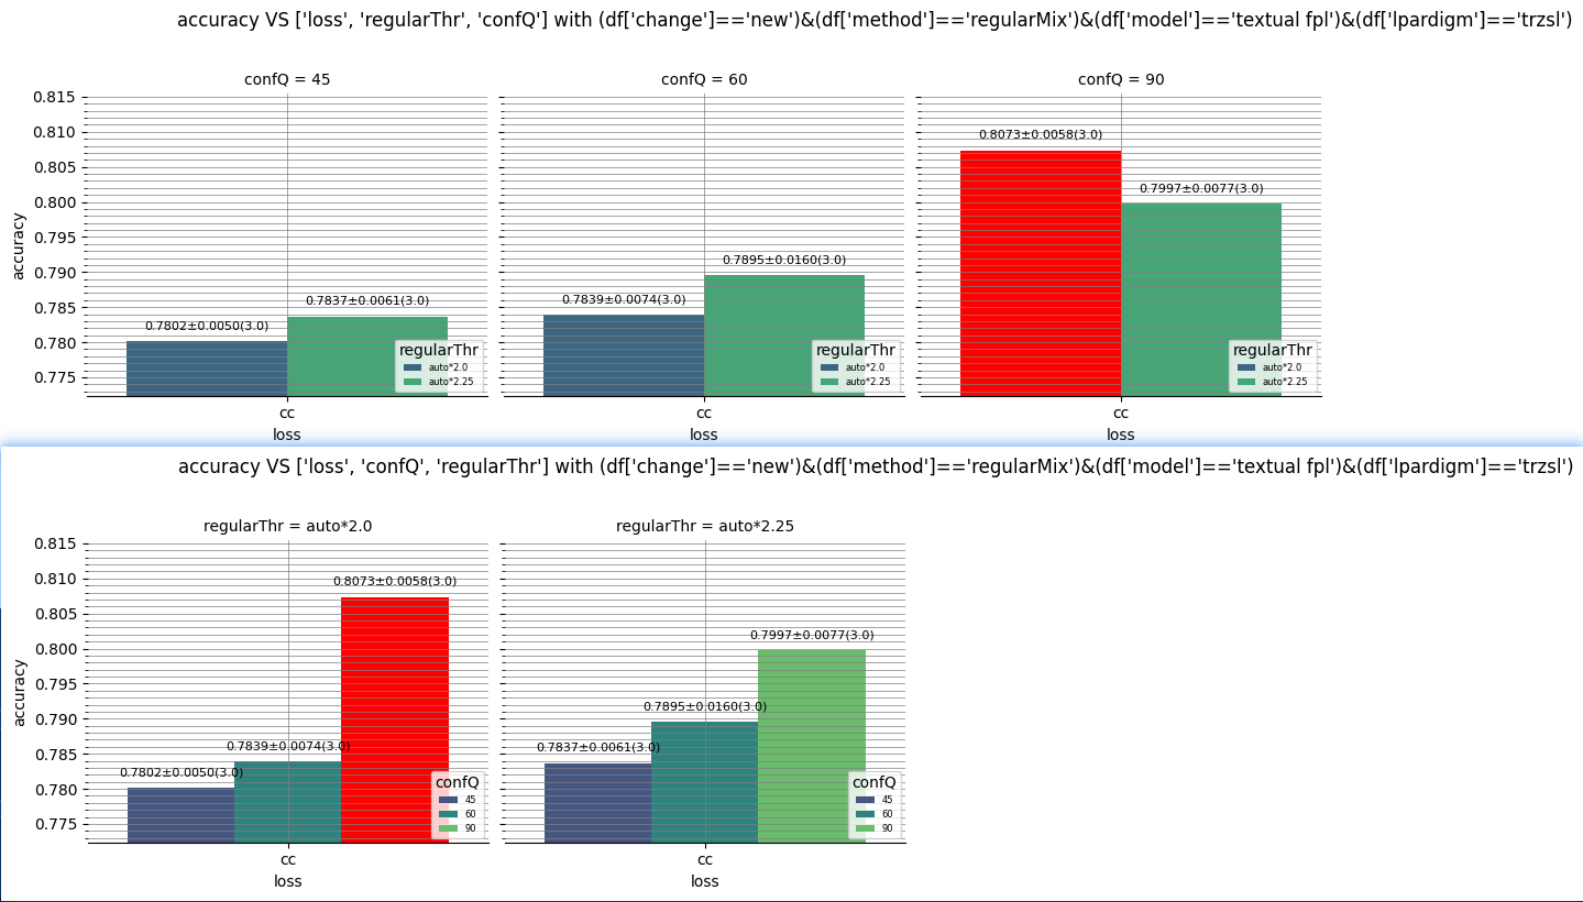 accuracy VS ['loss', 'regularThr', 'confQ'] with (df['change']=='new')&(df['method']=='regularMix')&(df['model']=='textual fpl')&(df['lpardigm']=='trzsl')
confQ = 45
confQ = 60
confQ = 90
0.815
0.810
0.805
0.800
0.795
0.790
0.785
0.780
0.775
accuracy
0.7802±0.0050(3.0)
0.7837±0.0061(3.0)
regularThr
auto*2.0
auto*2.25
cc
loss
0.7839±0.0074(3.0)
0.7895±0.0160(3.0)
regularThr
auto*2.0
auto*2.25
cc
loss
0.8073±0.0058(3.0)
0.7997±0.0077(3.0)
regularThr
auto*2.0
auto*2.25
cc
loss
accuracy VS ['loss', 'confQ', 'regularThr'] with (df['change']=='new')&(df['method']=='regularMix')&(df['model']=='textual fpl')&(df['lpardigm']=='trzsl')
regularThr = auto*2.0
regularThr = auto*2.25
0.815
0.810
0.805
0.800
0.795
0.790
0.785
0.780
0.775
accuracy
0.7802±0.0050(3.0)
0.7839±0.0074(3.0)
0.8073±0.0058(3.0)
confQ
45
60
90
cc
loss
0.7837±0.0061(3.0)
0.7895±0.0160(3.0)
0.7997±0.0077(3.0)
confQ
45
60
90
cc
loss